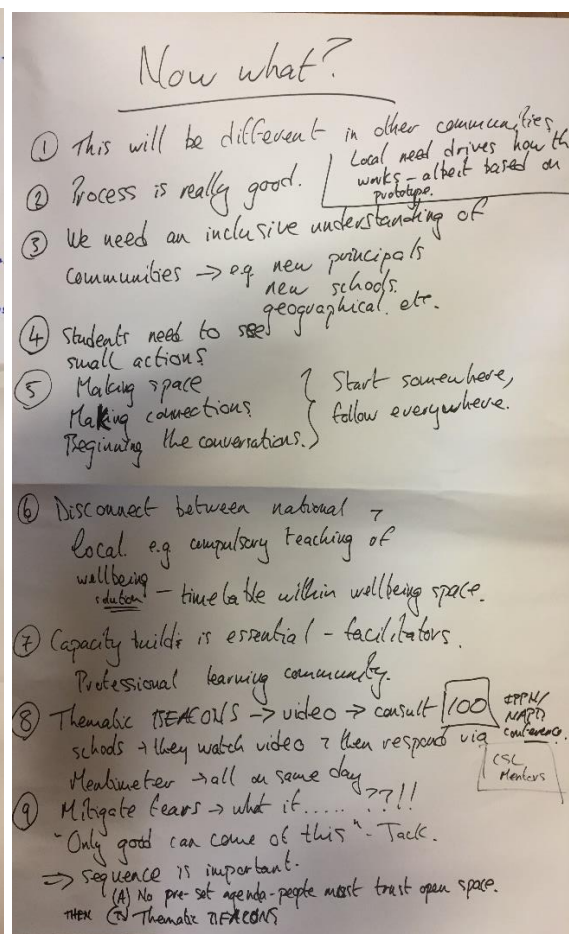 Now what?
① This will be different in other communities
Local need drives how th
② Process is really good.
works – albeit based on
prototype.
③ We need an inclusive understanding of
communities → eg new principals
new schools.
geographical. etc.
④ Students need to see
small actions
⑤ Making space
Making connections
Beginning the conversations.
Start somewhere,
follow everywhere.
⑥ Disconnect between national &
local. e.g compulsory teaching of
wellbeing
solution – timetable within wellbeing space.
⑦ Capacity build: is essential – facilitators.
Professional learning community.
⑧ Thematic BEACONS → video → consult 100
IPPN/
NAPD
conference.
schools → they watch video & then respond via
CSL
Mentors
Mentimeter → all on same day
⑨ Mitigate fears → what if.....??!!
"Only good can come of this" – Jack.
⇒ sequence is important.
(A) No pre-set agenda – people must trust open space.
THEN (B) Thematic BEACONS